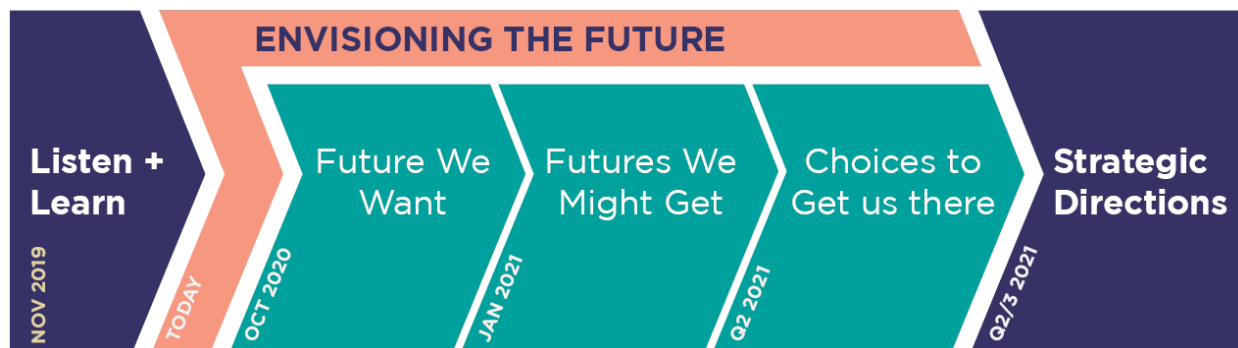 ENVISIONING THE FUTURE
Listen +
Learn
NOV 2019
TODAY
Future We
Want
OCT 2020
Futures We
Might Get
JAN 2021
Choices to
Get us there
Q2 2021
Strategic
Directions
Q2/3 2021